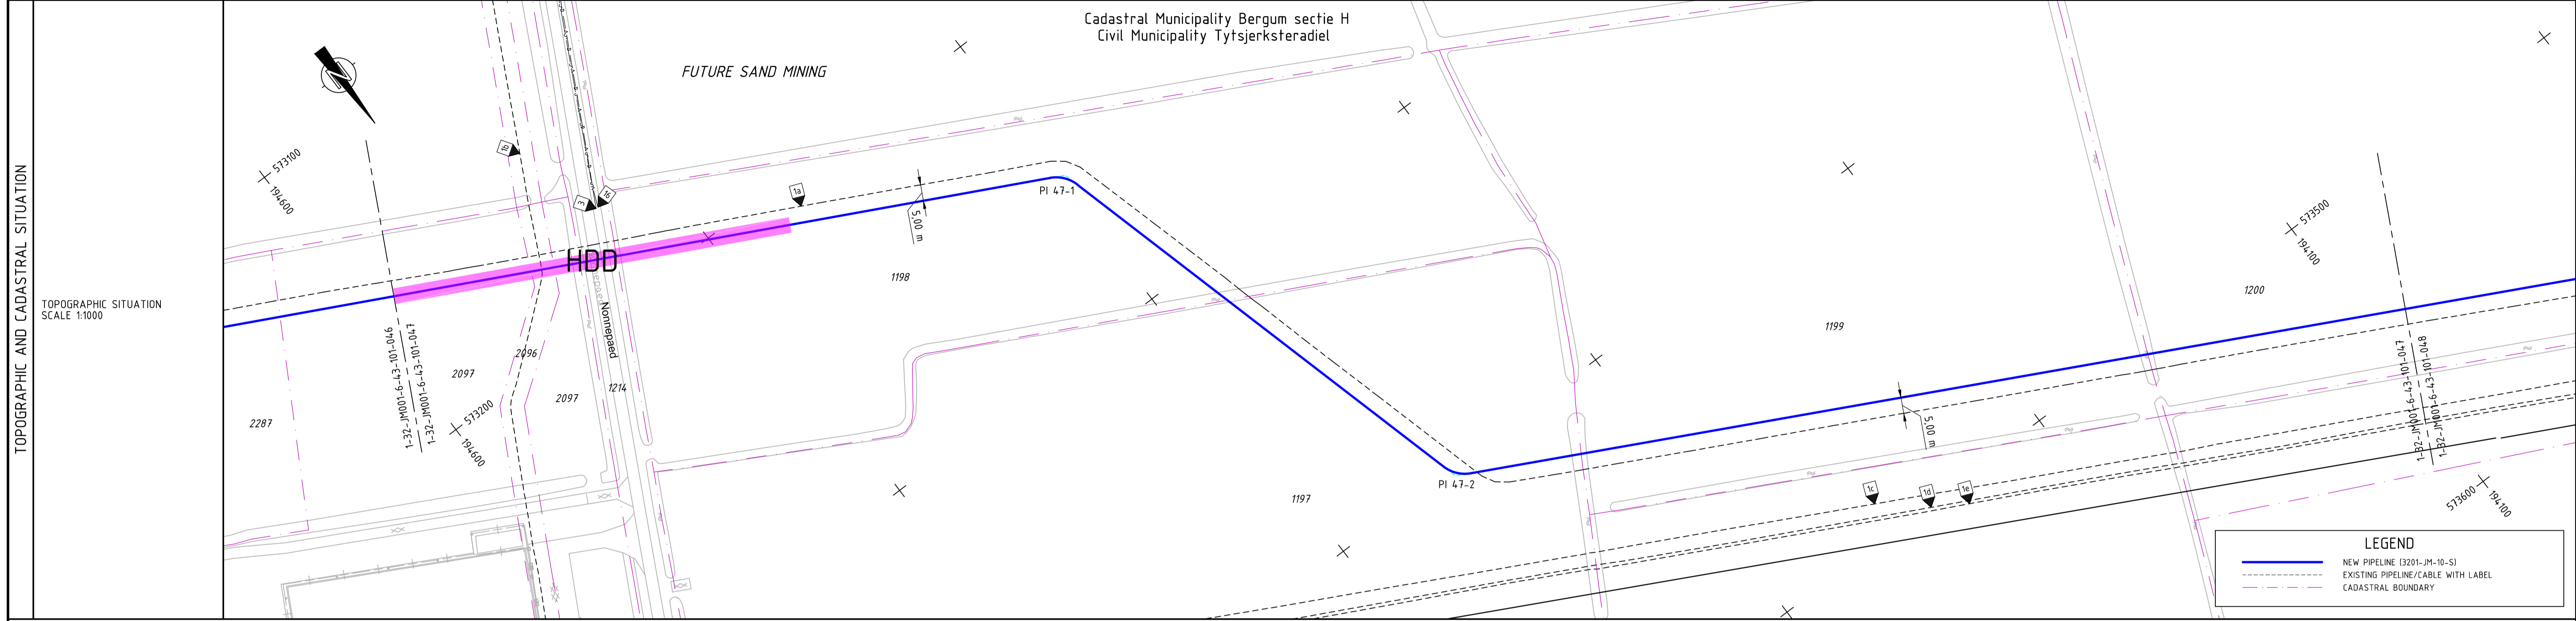 TOPOGRAPHIC AND CADASTRAL SITUATION
TOPOGRAPHIC SITUATION
SCALE 1:1000
Cadastral Municipality Bergum sectie H
Civil Municipality Tytsjerksteradiel
FUTURE SAND MINING
573100
194600
1b
3
16
1a
5.00 m
PI 47-1
HDD
Nonnepaed
1198
1-32-JM001-6-43-101-046
1-32-JM001-6-43-101-047
2096
2097
2097
1214
2287
573200
194600
1197
PI 47-2
1199
5.00 m
573500
194100
1200
1-32-JM001-6-43-101-047
1-32-JM001-6-43-101-048
1c
1d
1e
573600
194100
LEGEND
NEW PIPELINE (3201-JM-10-S)
EXISTING PIPELINE/CABLE WITH LABEL
CADASTRAL BOUNDARY